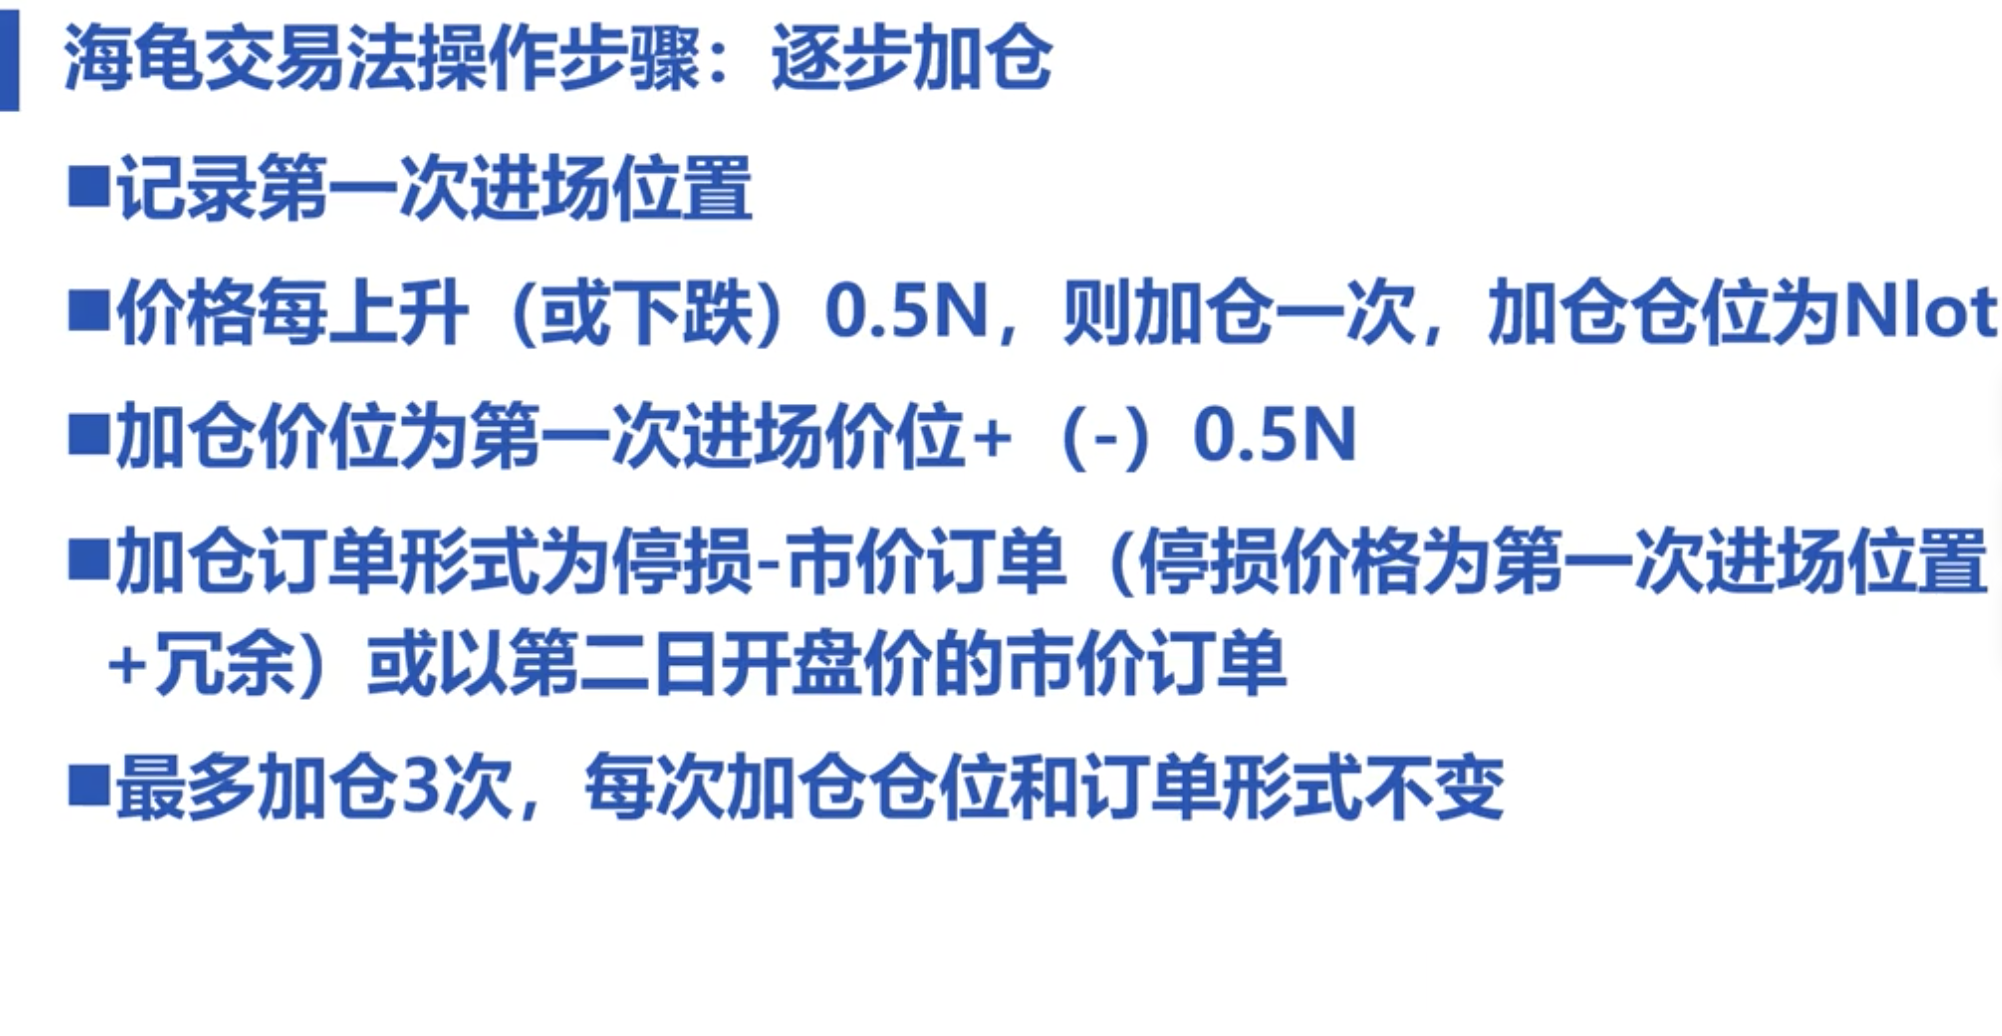 海龟交易法操作步骤：逐步加仓
■记录第一次进场位置
■价格每上升（或下跌）0.5N，则加仓一次，加仓仓位为Nlot
■加仓价位为第一次进场价位+（-）0.5N
■加仓订单形式为停损-市价订单（停损价格为第一次进场位置
+冗余）或以第二日开盘价的市价订单
■最多加仓3次，每次加仓仓位和订单形式不变